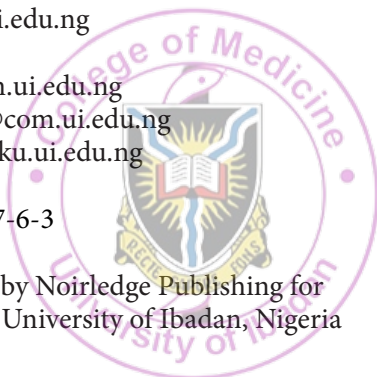 i.edu.ng
n.ui.edu.ng
@com.ui.edu.ng
ku.ui.edu.ng
7-6-3
by Noirledge Publishing for
University of Ibadan, Nigeria
College of Medicine
University of Ibadan